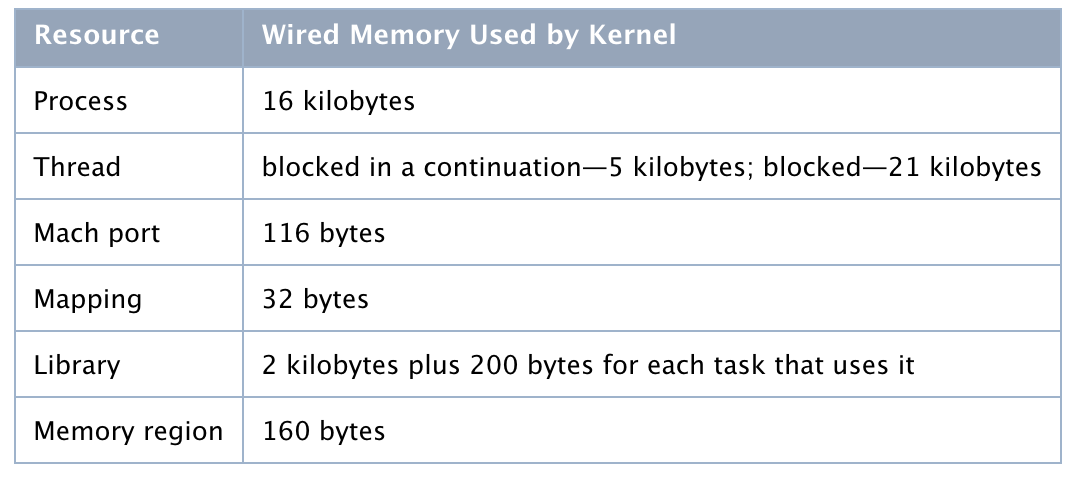 Resource Wired Memory Used by Kernel
Process 16 kilobytes
Thread blocked in a continuation—5 kilobytes; blocked—21 kilobytes
Mach port 116 bytes
Mapping 32 bytes
Library 2 kilobytes plus 200 bytes for each task that uses it
Memory region 160 bytes